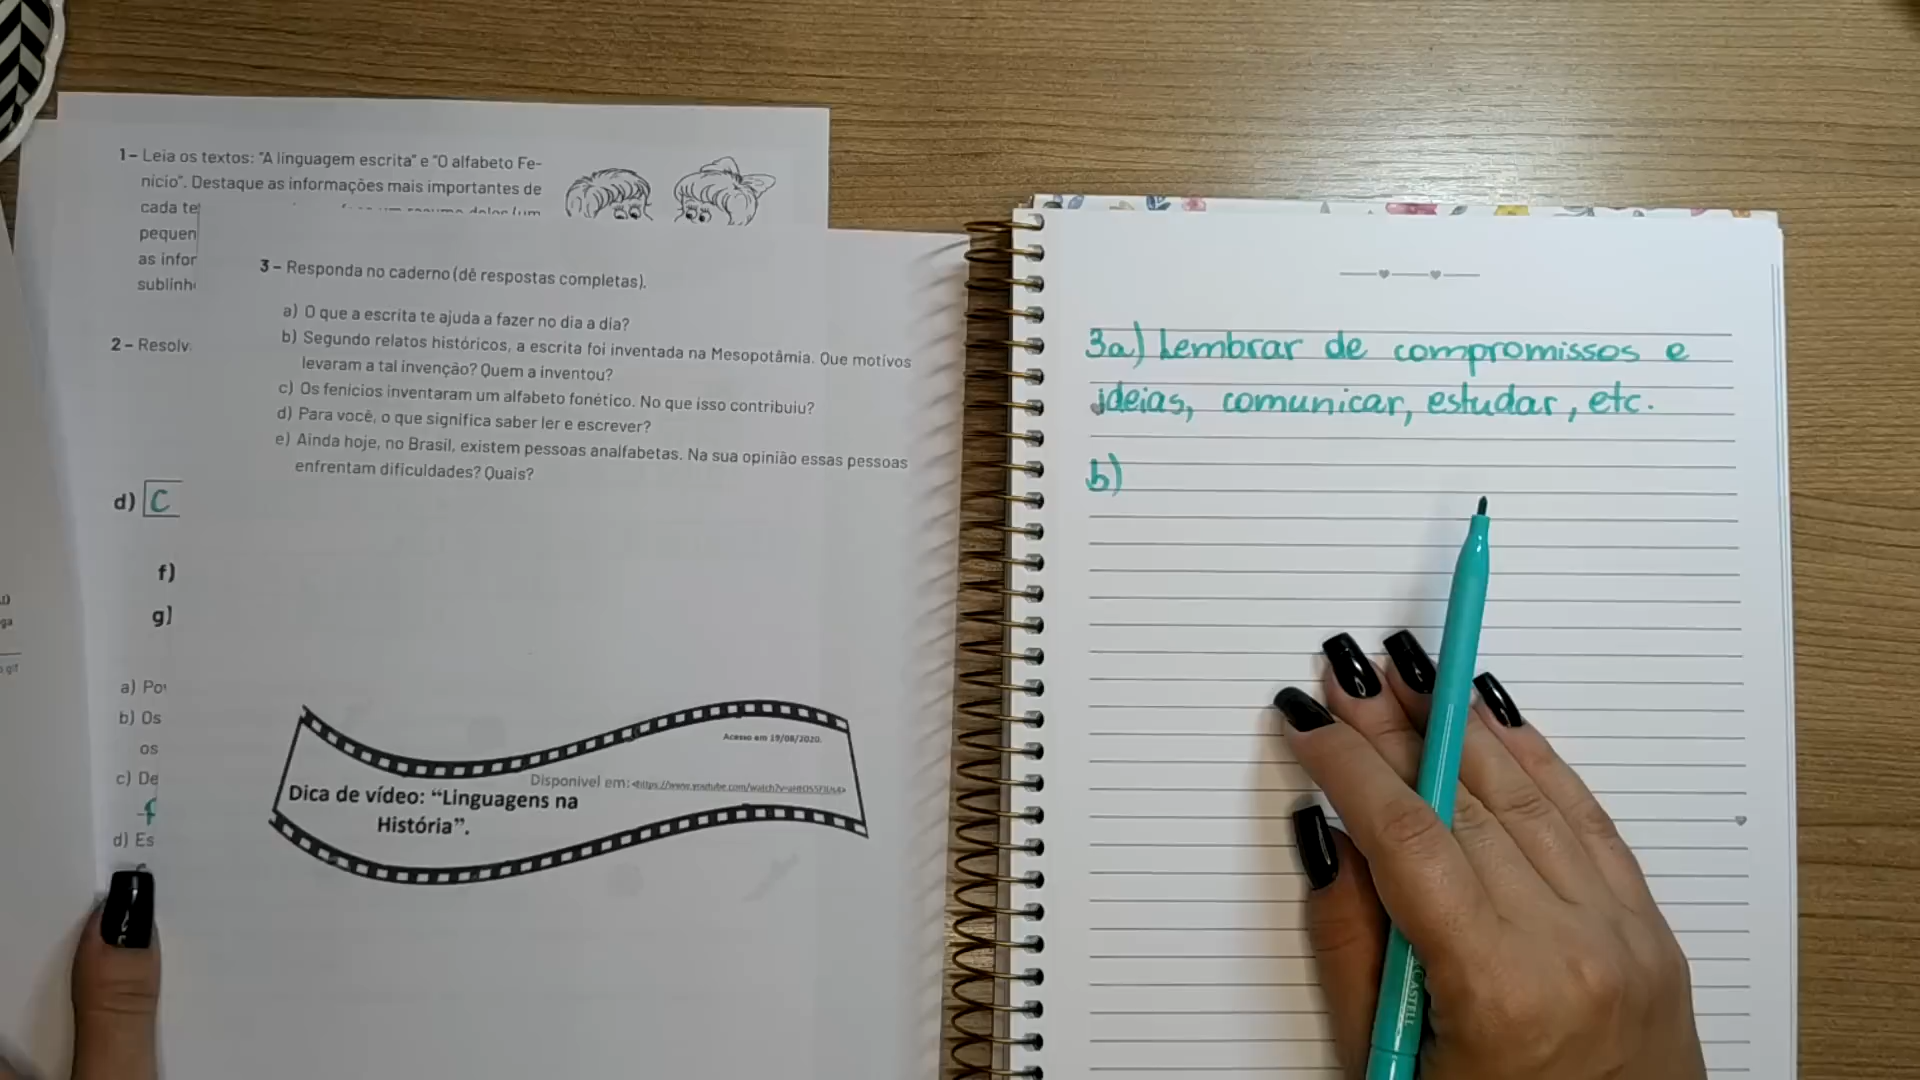 1- Leia os textos: "A linguagem escrita" e "O alfabeto Fe-
nício". Destaque as informações mais importantes de
cada te
pequen
as infor
sublinh
2- Resolv
d) C
f)
g)
a) Po
b) Os
os
c) De
f
d) Es
3 - Responda no caderno (dê respostas completas).
a) O que a escrita te ajuda a fazer no dia a dia?
b) Segundo relatos históricos, a escrita foi inventada na Mesopotâmia. Que motivos
levaram a tal invenção? Quem a inventou?
c) Os fenícios inventaram um alfabeto fonético. No que isso contribuiu?
d) Para você, o que significa saber ler e escrever?
e) Ainda hoje, no Brasil, existem pessoas analfabetas. Na sua opinião essas pessoas
enfrentam dificuldades? Quais?
Acesso em 19/08/2020.
Disponível em:
Dica de vídeo: "Linguagens na
História".
3a) Lembrar de compromissos e
ideias, comunicar, estudar, etc.
b)
CASTELL